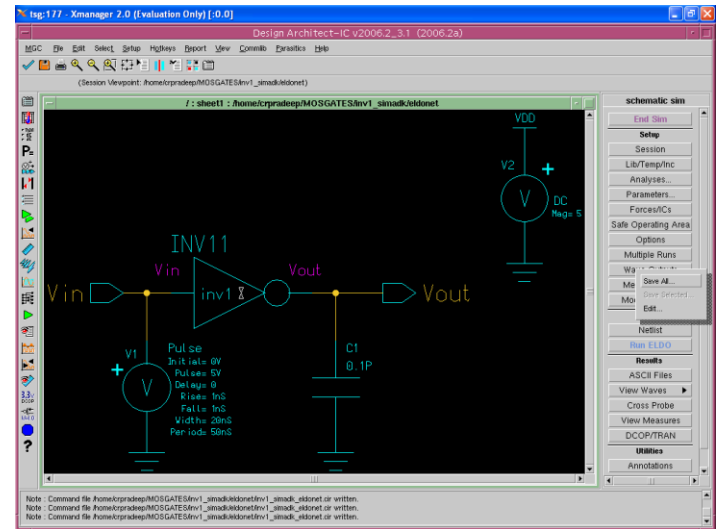 tsg:177 - Xmanager 2.0 (Evaluation Only) [:0.0]
Design Architect-IC v2006.2_3.1 (2006.2a)
MGC File Edit Select Setup Hotkeys Report View Commlib Parasitics Help
(Session Viewpoint: /home/crpradeep/MOSGATES/inv1_simadk/eldonet)
! : sheet1 : /home/crpradeep/MOSGATES/inv1_simadk/eldonet
schematic sim
End Sim
Setup
Session
Lib/Temp/Inc
Analyses...
Parameters...
Forces/ICs
Safe Operating Area
Options
Multiple Runs
Save All...
Save Selected...
Edit...
Netlist
Run ELDO
Results
ASCII Files
View Waves
Cross Probe
View Measures
DCOP/TRAN
Utilities
Annotations
VDD
V2
V
DC
Mag= 5
INV11
Vin
Vout
Vin
inv1
Vout
V1
V
Pulse
Initial= 0V
Pulse= 5V
Delay= 0
Rise= 1nS
Fall= 1nS
Width= 20nS
Period= 50nS
C1
0.1P
P=
3.3v
DCOP
?
Note : Command file /home/crpradeep/MOSGATES/inv1_simadk/eldonet/inv1_simadk_eldonet.cir written.
Note : Command file /home/crpradeep/MOSGATES/inv1_simadk/eldonet/inv1_simadk_eldonet.cir written.
Note : Command file /home/crpradeep/MOSGATES/inv1_simadk/eldonet/inv1_simadk_eldonet.cir written.